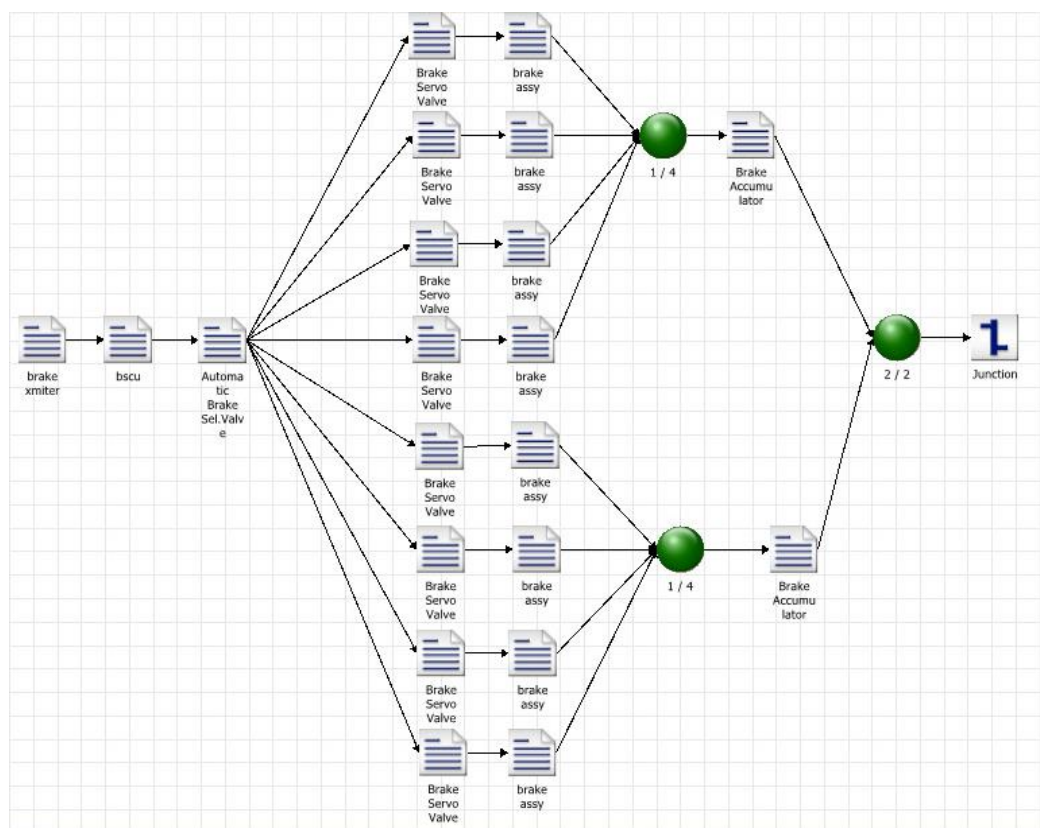 Brake
Servo
Valve
brake
assy
Brake
Servo
Valve
brake
assy
1 / 4
Brake
Accumu
lator
Brake
Servo
Valve
brake
assy
brake
xmiter
bscu
Automa
tic
Brake
Sel.Valv
e
Brake
Servo
Valve
brake
assy
2 / 2
Junction
Brake
Servo
Valve
brake
assy
Brake
Servo
Valve
brake
assy
1 / 4
Brake
Accumu
lator
Brake
Servo
Valve
brake
assy
Brake
Servo
Valve
brake
assy